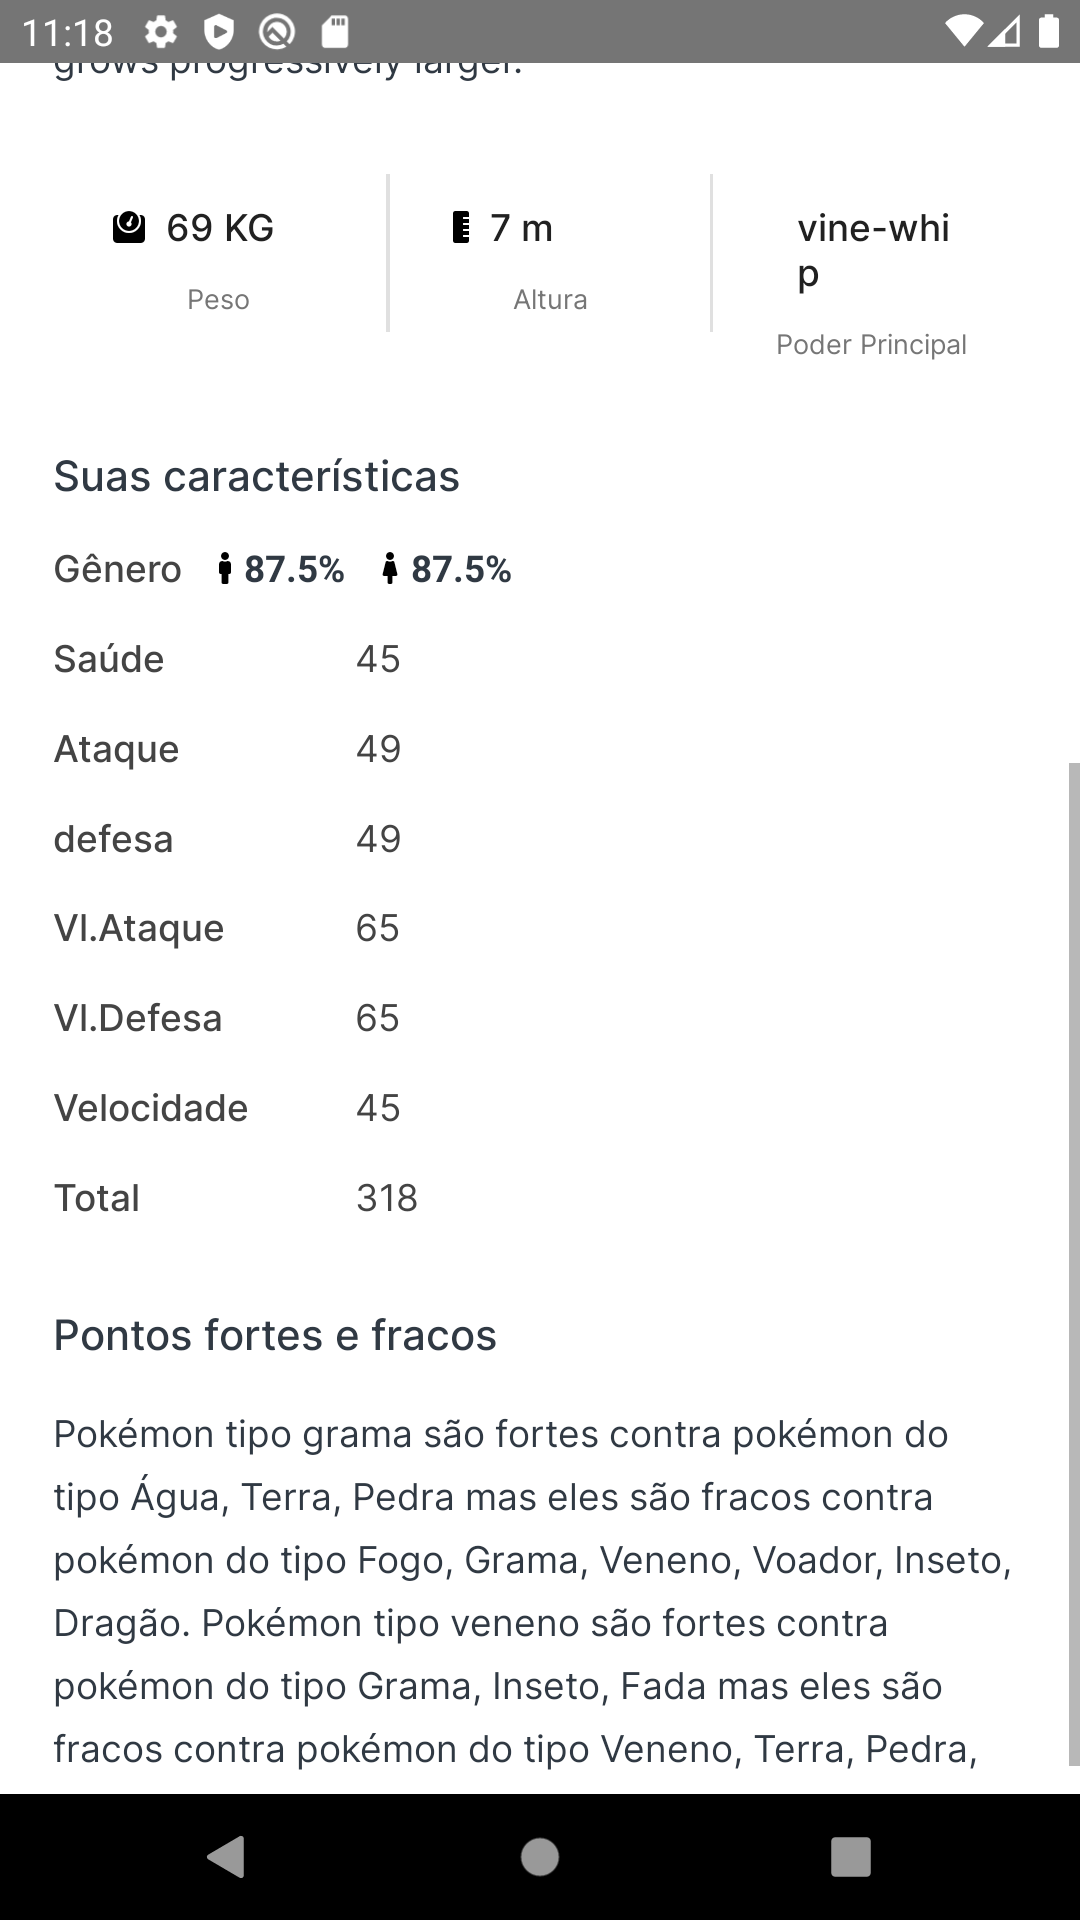 11:18
grows progressively larger.
69 KG
7 m
vine-whi
p
Peso
Altura
Poder Principal
Suas características
Gênero 87.5% 87.5%
Saúde 45
Ataque 49
defesa 49
Vl.Ataque 65
Vl.Defesa 65
Velocidade 45
Total 318
Pontos fortes e fracos
Pokémon tipo grama são fortes contra pokémon do
tipo Água, Terra, Pedra mas eles são fracos contra
pokémon do tipo Fogo, Grama, Veneno, Voador, Inseto,
Dragão. Pokémon tipo veneno são fortes contra
pokémon do tipo Grama, Inseto, Fada mas eles são
fracos contra pokémon do tipo Veneno, Terra, Pedra,